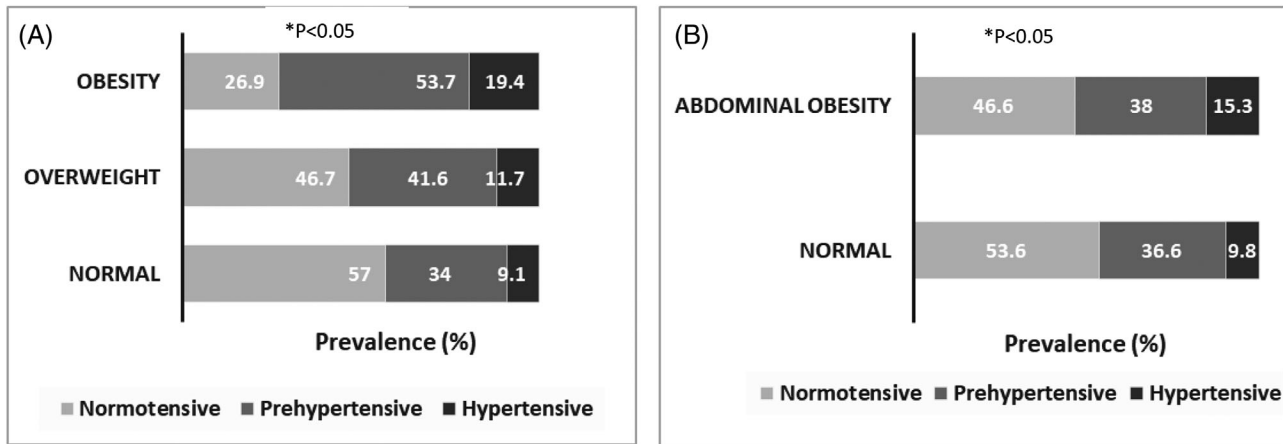 (A)
*P<0.05
OBESITY
26.9 53.7 19.4
OVERWEIGHT
46.7 41.6 11.7
NORMAL
57 34 9.1
Prevalence (%)
Normotensive Prehypertensive Hypertensive
(B)
*P<0.05
ABDOMINAL OBESITY
46.6 38 15.3
NORMAL
53.6 36.6 9.8
Prevalence (%)
Normotensive Prehypertensive Hypertensive